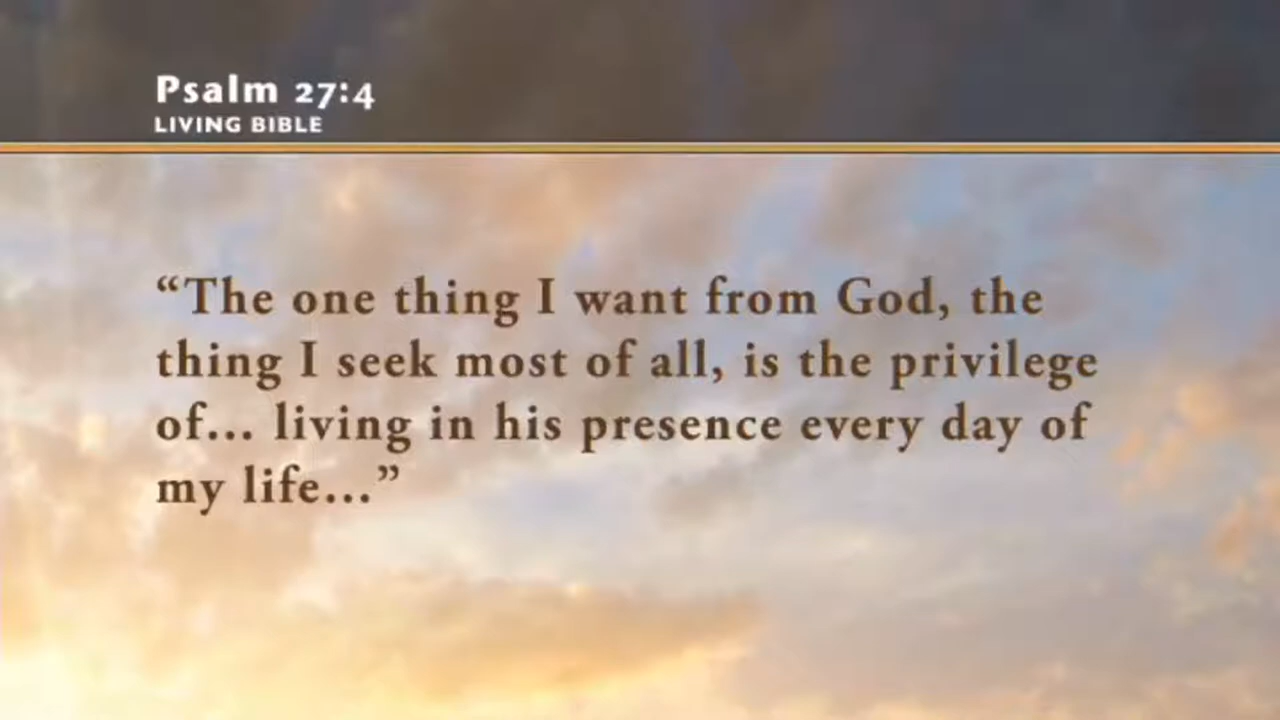 Psalm 27:4
LIVING BIBLE
“The one thing I want from God, the
thing I seek most of all, is the privilege
of... living in his presence every day of
my life...”